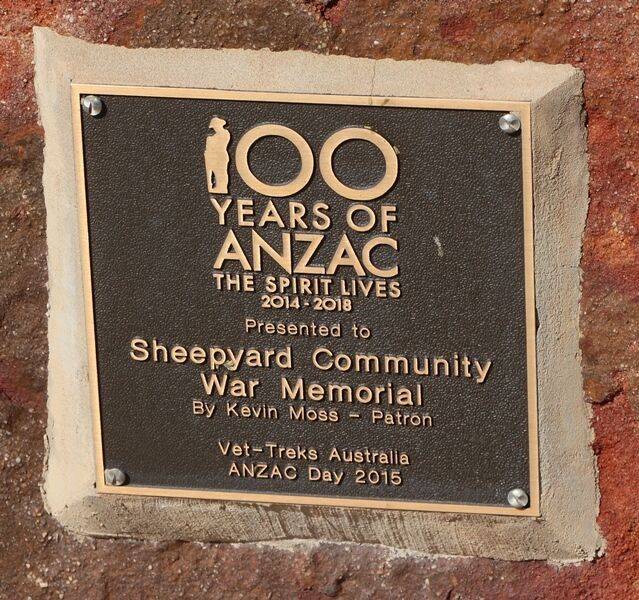 100
YEARS OF
ANZAC
THE SPIRIT LIVES
2014 - 2018
Presented to
Sheepyard Community
War Memorial
By Kevin Moss - Patron
Vet-Treks Australia
ANZAC Day 2015